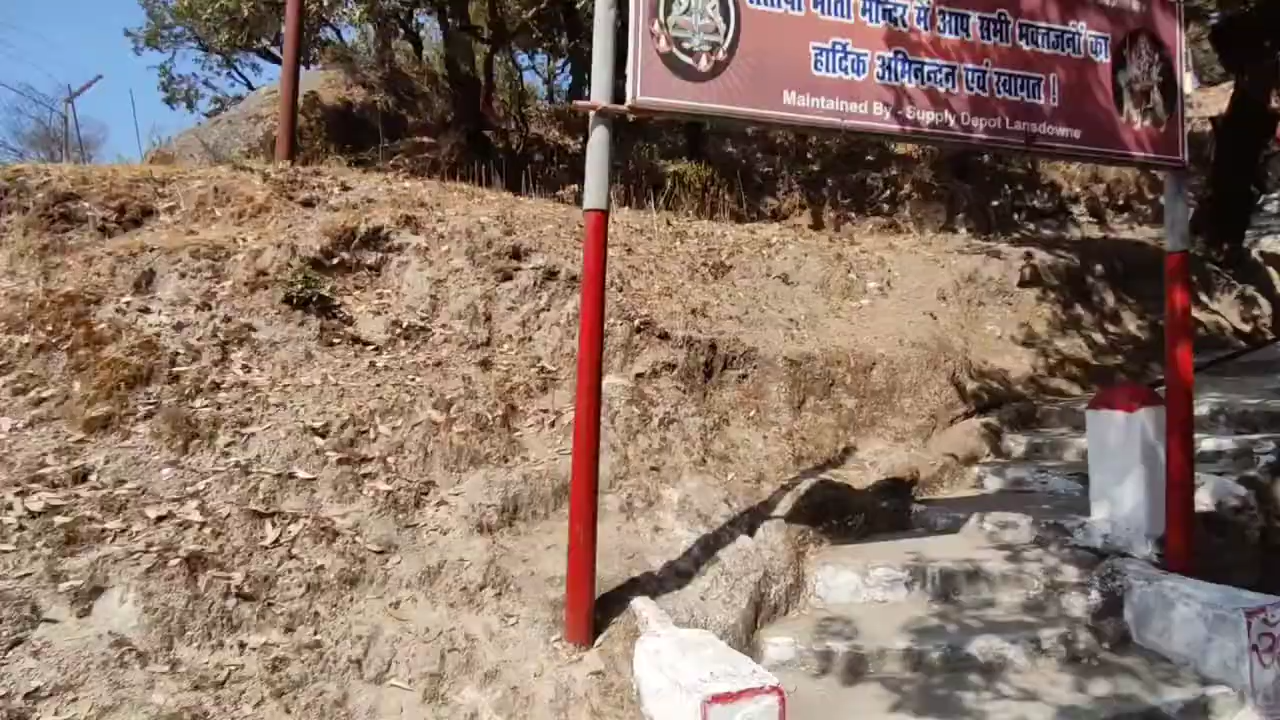 माता मन्दिर में आप सभी भक्तजनों का
हार्दिक अभिनन्दन एवं स्वागत !
Maintained By - Supply Depot Lansdowne